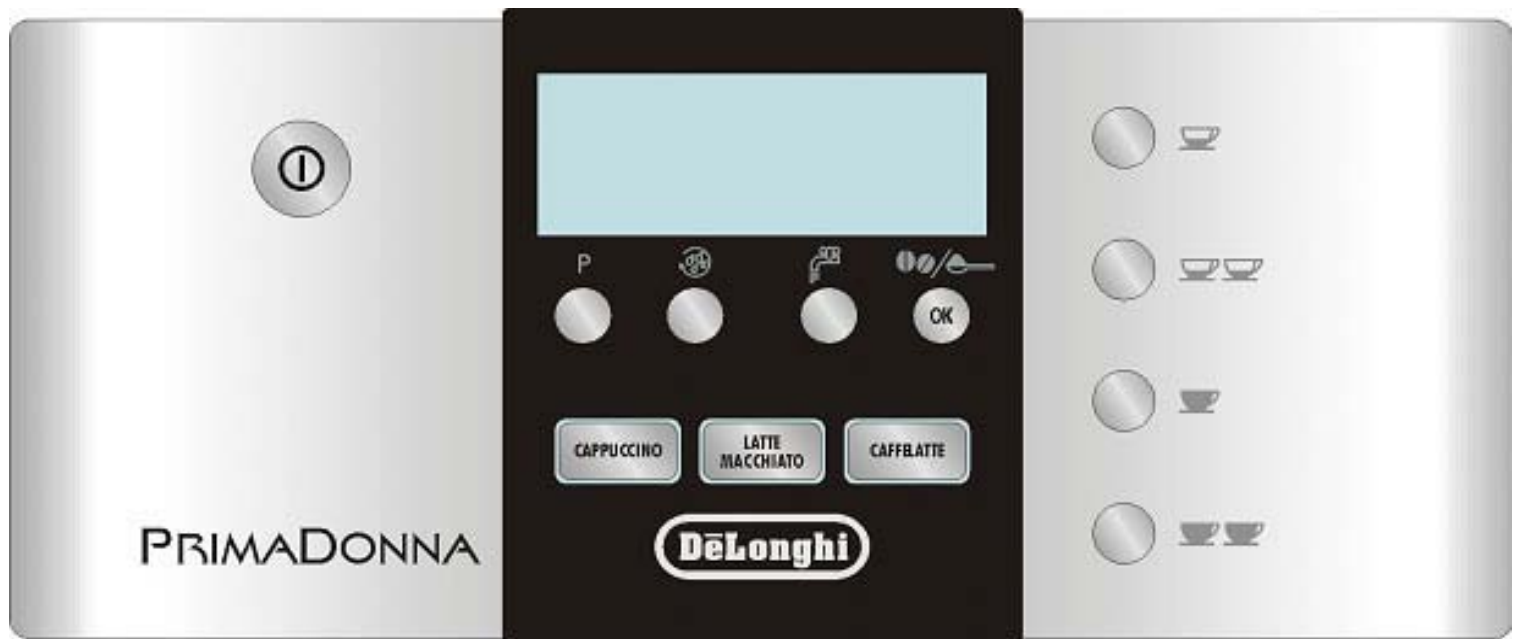 P
OK
CAPPUCCINO
LATTE
MACCHIATO
CAFFELATTE
PRIMADONNA
DēLonghi